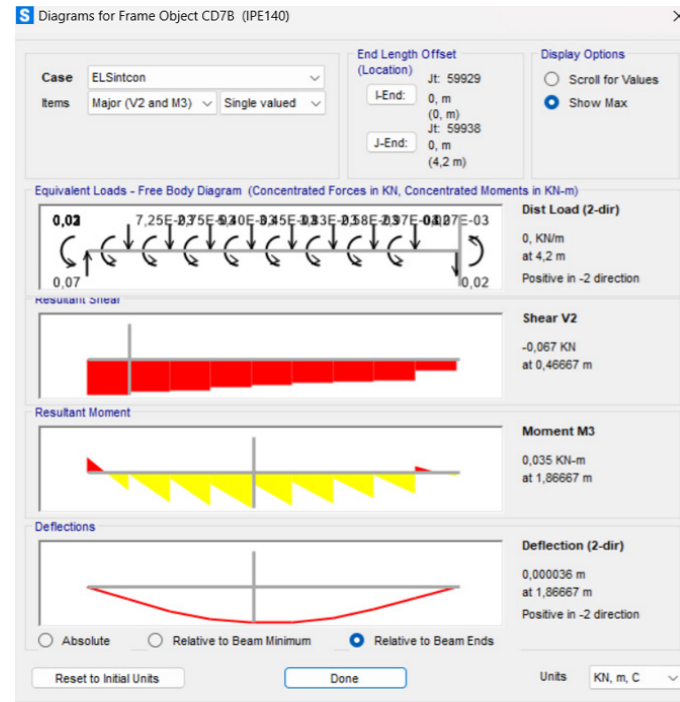 S Diagrams for Frame Object CD7B (IPE140)
Case ELSintcon
Items Major (V2 and M3) Single valued
End Length Offset
(Location)
Jt: 59929
I-End: 0, m
(0, m)
Jt: 59938
J-End: 0, m
(4,2 m)
Display Options
Scroll for Values
Show Max
Equivalent Loads - Free Body Diagram (Concentrated Forces in KN, Concentrated Moments in KN-m)
0,07
0,02
Dist Load (2-dir)
0, KN/m
at 4,2 m
Positive in -2 direction
Resultant Shear
Shear V2
-0,067 KN
at 0,46667 m
Resultant Moment
Moment M3
0,035 KN-m
at 1,86667 m
Deflections
Deflection (2-dir)
0,000036 m
at 1,86667 m
Positive in -2 direction
Absolute Relative to Beam Minimum Relative to Beam Ends
Reset to Initial Units Done Units KN, m, C